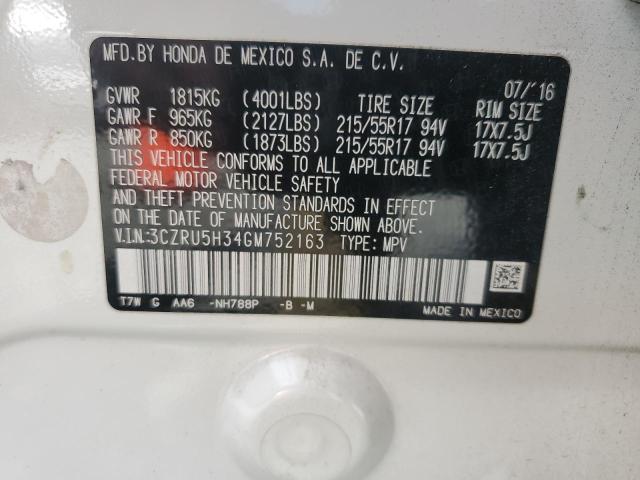 MFD.BY HONDA DE MEXICO S.A. DE C.V.
07/'16
GVWR 1815KG (4001LBS) TIRE SIZE RIM SIZE
GAWR F 965KG (2127LBS) 215/55R17 94V 17X7.5J
GAWR R 850KG (1873LBS) 215/55R17 94V 17X7.5J
THIS VEHICLE CONFORMS TO ALL APPLICABLE
FEDERAL MOTOR VEHICLE SAFETY
AND THEFT PREVENTION STANDARDS IN EFFECT
ON THE DATE OF MANUFACTURE SHOWN ABOVE.
V.I.N:3CZRU5H34GM752163 TYPE: MPV
T7W G AA6 -NH788P -B -M
MADE IN MEXICO